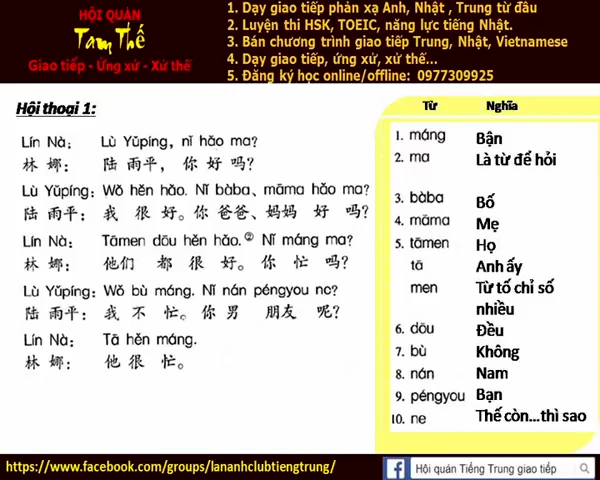 HỘI QUÁN
Tam Thế
Giao tiếp - Ứng xử - Xử thế
1. Dạy giao tiếp phản xạ Anh, Nhật , Trung từ đầu
2. Luyện thi HSK, TOEIC, năng lực tiếng Nhật.
3. Bán chương trình giao tiếp Trung, Nhật, Vietnamese
4. Dạy giao tiếp, ứng xử, xử thế...
5. Đăng ký học online/offline: 0977309925
Hội thoại 1:
Lín Nà: Lù Yǔpíng, nǐ hǎo ma?
林 娜: 陆 雨平, 你 好 吗?
Lù Yǔpíng: Wǒ hěn hǎo. Nǐ bàba、māma hǎo ma?
陆 雨平: 我 很 好。你 爸爸、妈妈 好 吗?
Lín Nà: Tāmen dōu hěn hǎo.② Nǐ máng ma?
林 娜: 他们 都 很 好。你 忙 吗?
Lù Yǔpíng: Wǒ bù máng. Nǐ nán péngyou ne?
陆 雨平: 我 不 忙。你 男 朋友 呢?
Lín Nà: Tā hěn máng.
林 娜: 他 很 忙。
Từ Nghĩa
1. máng Bận
2. ma Là từ để hỏi
3. bàba Bố
4. māma Mẹ
5. tāmen Họ
tā Anh ấy
men Từ tố chỉ số
nhiều
6. dōu Đều
7. bù Không
8. nán Nam
9. péngyou Bạn
10. ne Thế còn...thì sao
https://www.facebook.com/groups/lananhclubtiengtrung/
f Hội quán Tiếng Trung giao tiếp